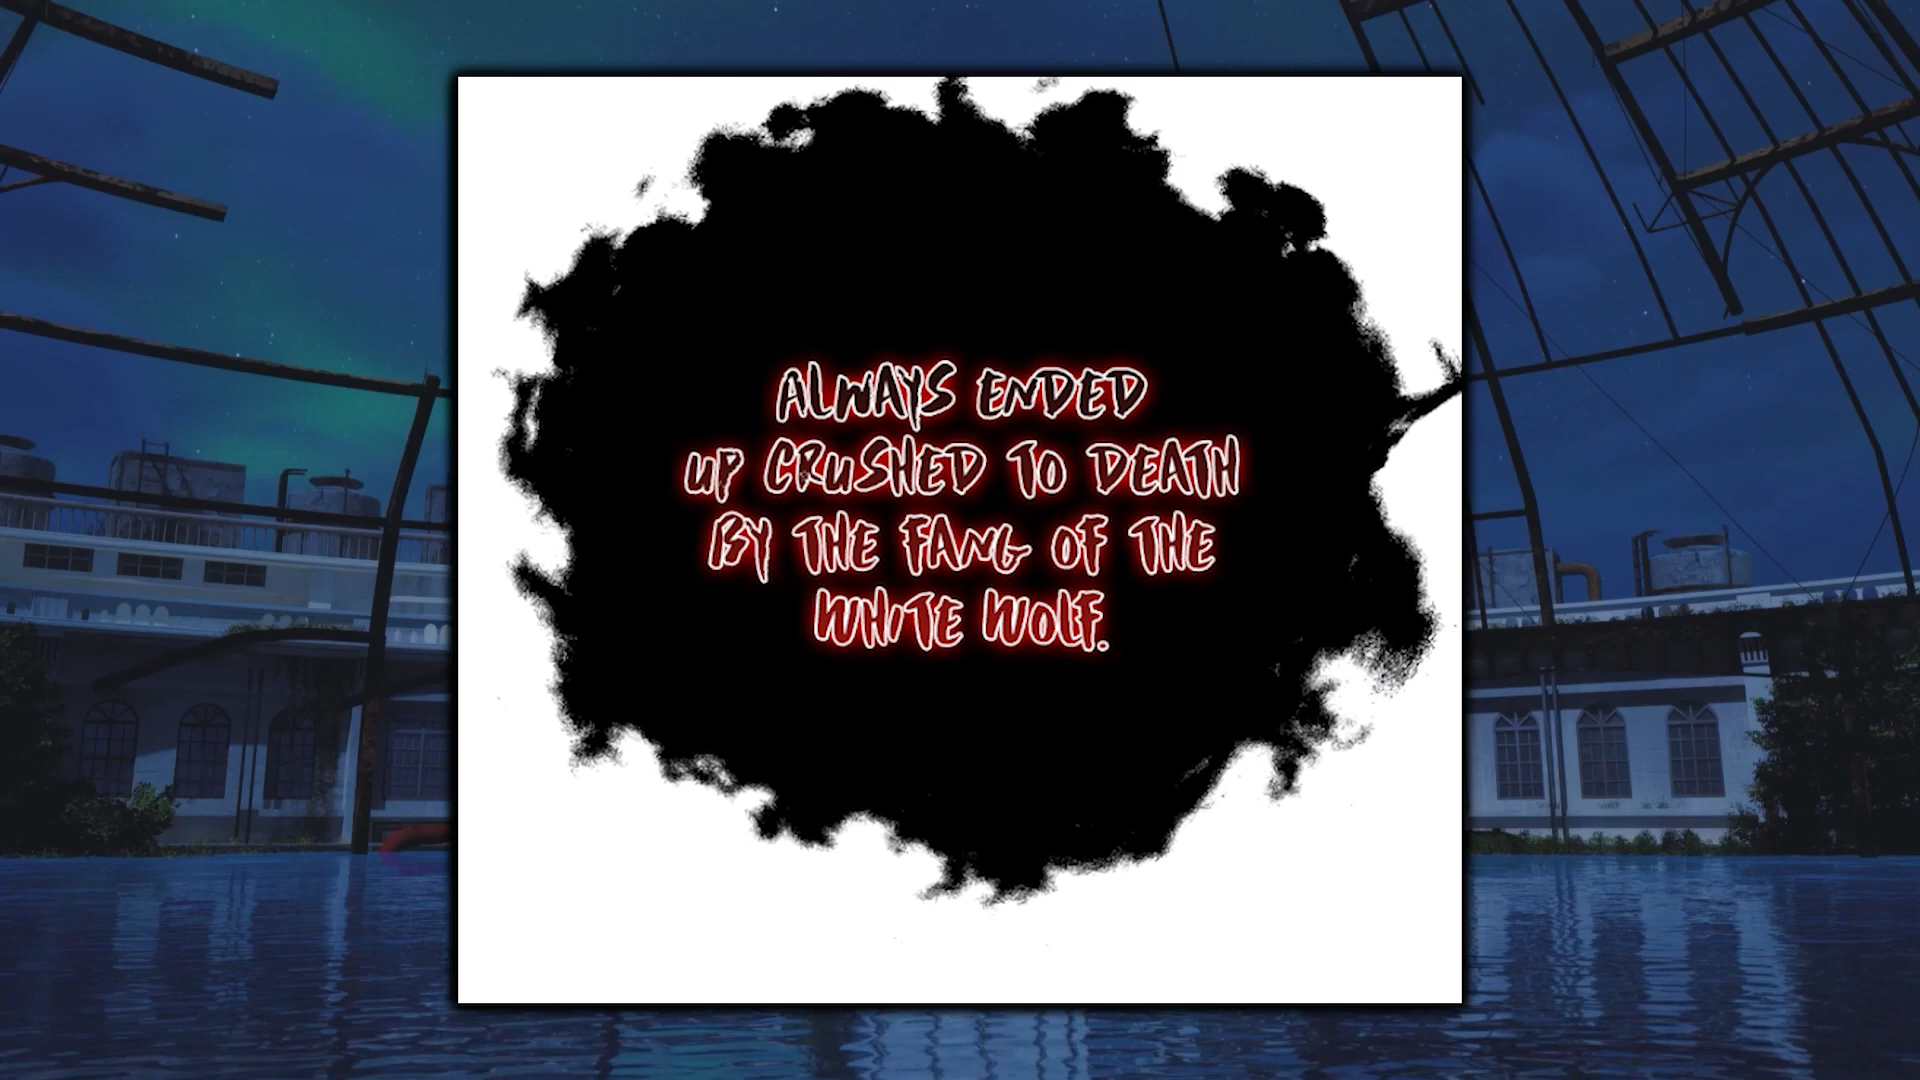 ALWAYS ENDED
UP CRUSHED TO DEATH
BY THE FANG OF THE
WHITE WOLF.